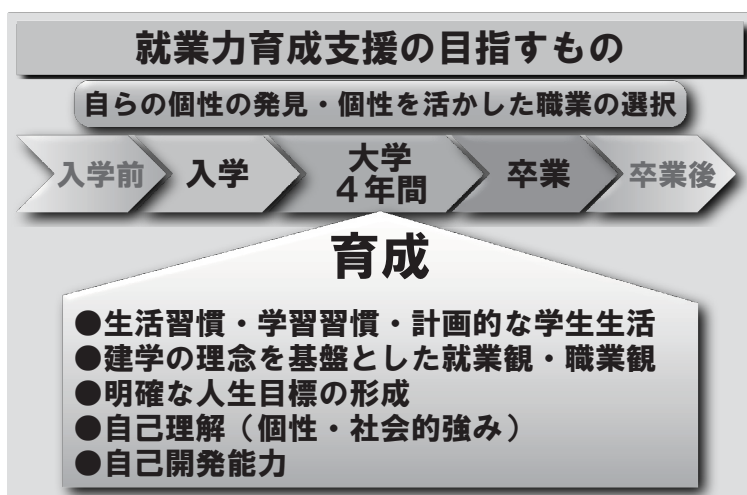 就業力育成支援の目指すもの
自らの個性の発見・個性を活かした職業の選択
入学前
入学
大学
４年間
卒業
卒業後
育成
●生活習慣・学習習慣・計画的な学生生活
●建学の理念を基盤とした就業観・職業観
●明確な人生目標の形成
●自己理解（個性・社会的強み）
●自己開発能力